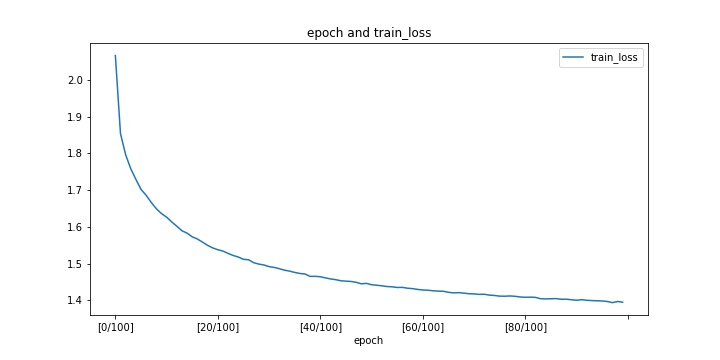 epoch and train_loss
train_loss
2.0
1.9
1.8
1.7
1.6
1.5
1.4
[0/100] [20/100] [40/100] [60/100] [80/100]
epoch